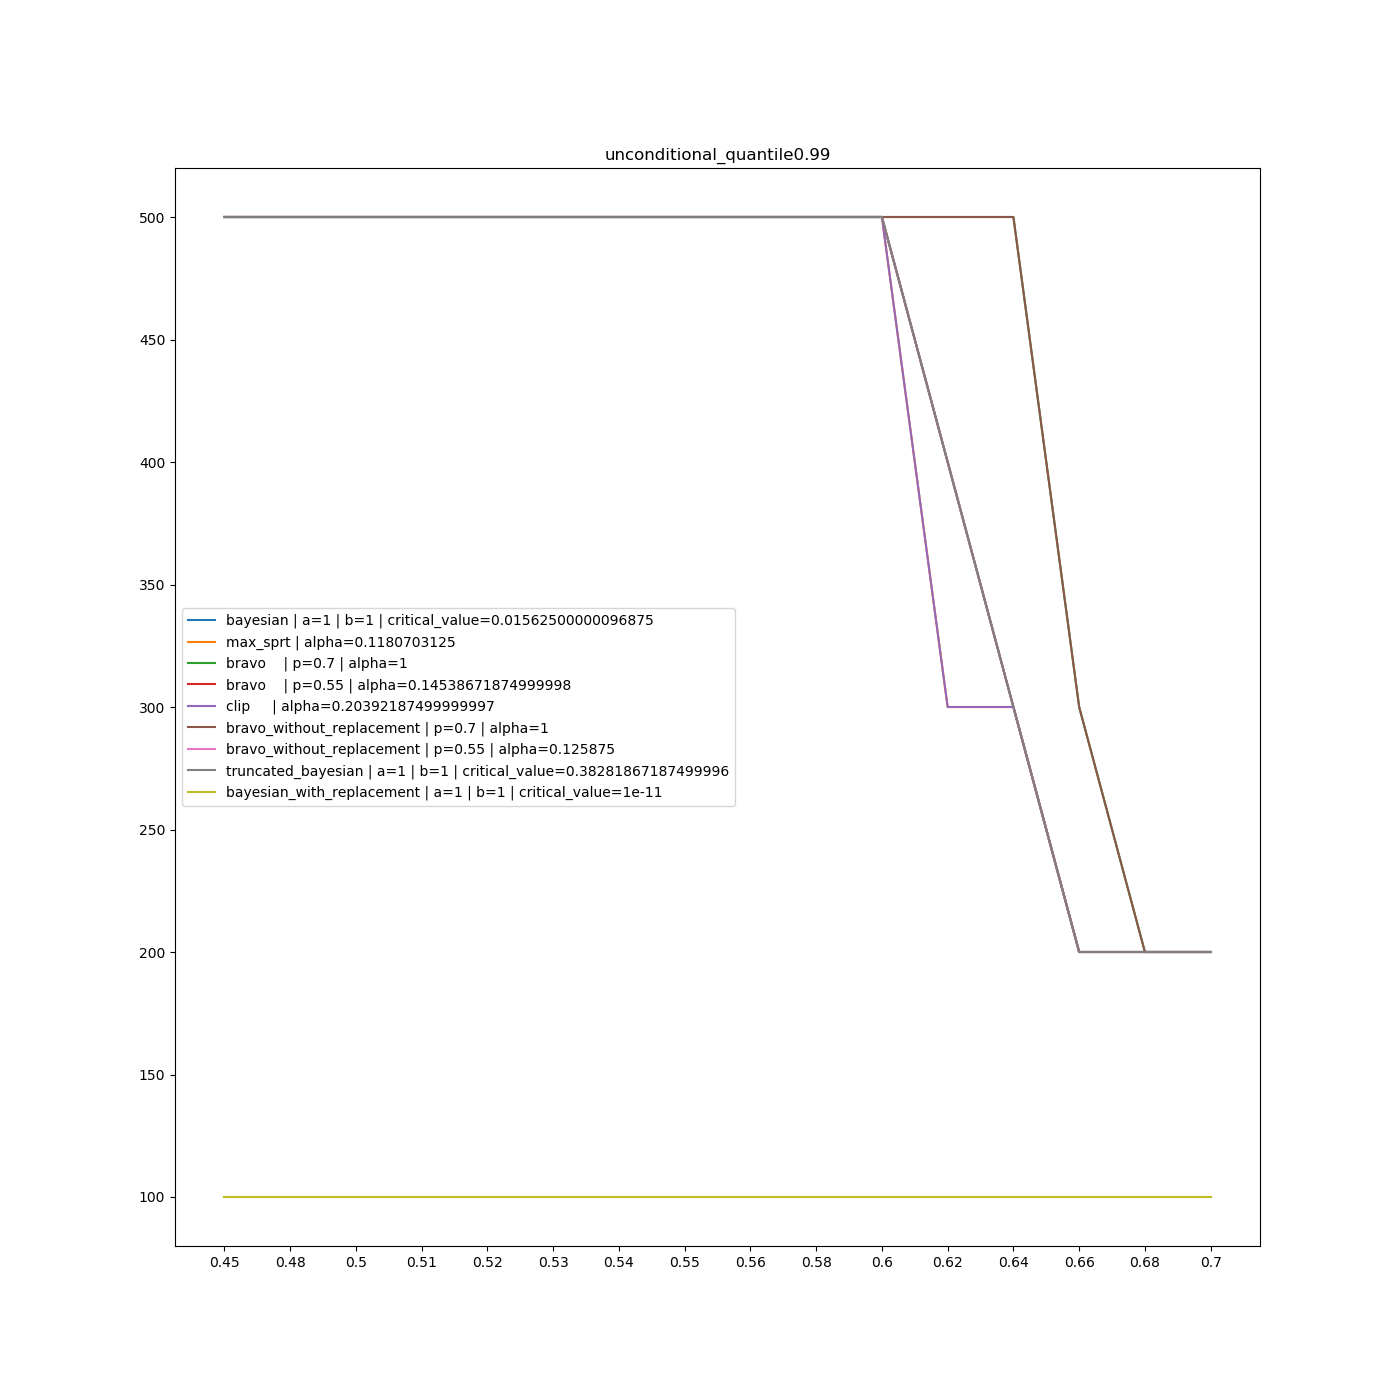 unconditional_quantile0.99
500
450
400
350
300
250
200
150
100
bayesian | a=1 | b=1 | critical_value=0.01562500000096875
max_sprt | alpha=0.1180703125
bravo    | p=0.7 | alpha=1
bravo    | p=0.55 | alpha=0.14538671874999998
clip     | alpha=0.20392187499999997
bravo_without_replacement | p=0.7 | alpha=1
bravo_without_replacement | p=0.55 | alpha=0.125875
truncated_bayesian | a=1 | b=1 | critical_value=0.38281867187499996
bayesian_with_replacement | a=1 | b=1 | critical_value=1e-11
0.45 0.48 0.5 0.51 0.52 0.53 0.54 0.55 0.56 0.58 0.6 0.62 0.64 0.66 0.68 0.7